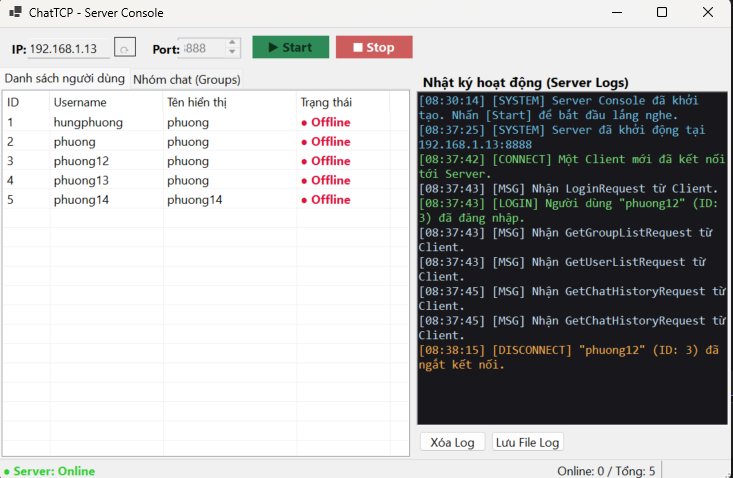 ChatTCP - Server Console
IP: 192.168.1.13 Port: 8888 ▶ Start ■ Stop
Danh sách người dùng Nhóm chat (Groups)
ID Username Tên hiển thị Trạng thái
1 hungphuong phuong ● Offline
2 phuong phuong ● Offline
3 phuong12 phuong ● Offline
4 phuong13 phuong ● Offline
5 phuong14 phuong14 ● Offline
Nhật ký hoạt động (Server Logs)
[08:30:14] [SYSTEM] Server Console đã khởi
tạo. Nhấn [Start] để bắt đầu lắng nghe.
[08:37:25] [SYSTEM] Server đã khởi động tại
192.168.1.13:8888
[08:37:42] [CONNECT] Một Client mới đã kết nối
tới Server.
[08:37:43] [MSG] Nhận LoginRequest từ Client.
[08:37:43] [LOGIN] Người dùng "phuong12" (ID:
3) đã đăng nhập.
[08:37:43] [MSG] Nhận GetGroupListRequest từ
Client.
[08:37:43] [MSG] Nhận GetUserListRequest từ
Client.
[08:37:45] [MSG] Nhận GetChatHistoryRequest từ
Client.
[08:37:45] [MSG] Nhận GetChatHistoryRequest từ
Client.
[08:38:15] [DISCONNECT] "phuong12" (ID: 3) đã
ngắt kết nối.
Xóa Log Lưu File Log
● Server: Online Online: 0 / Tổng: 5